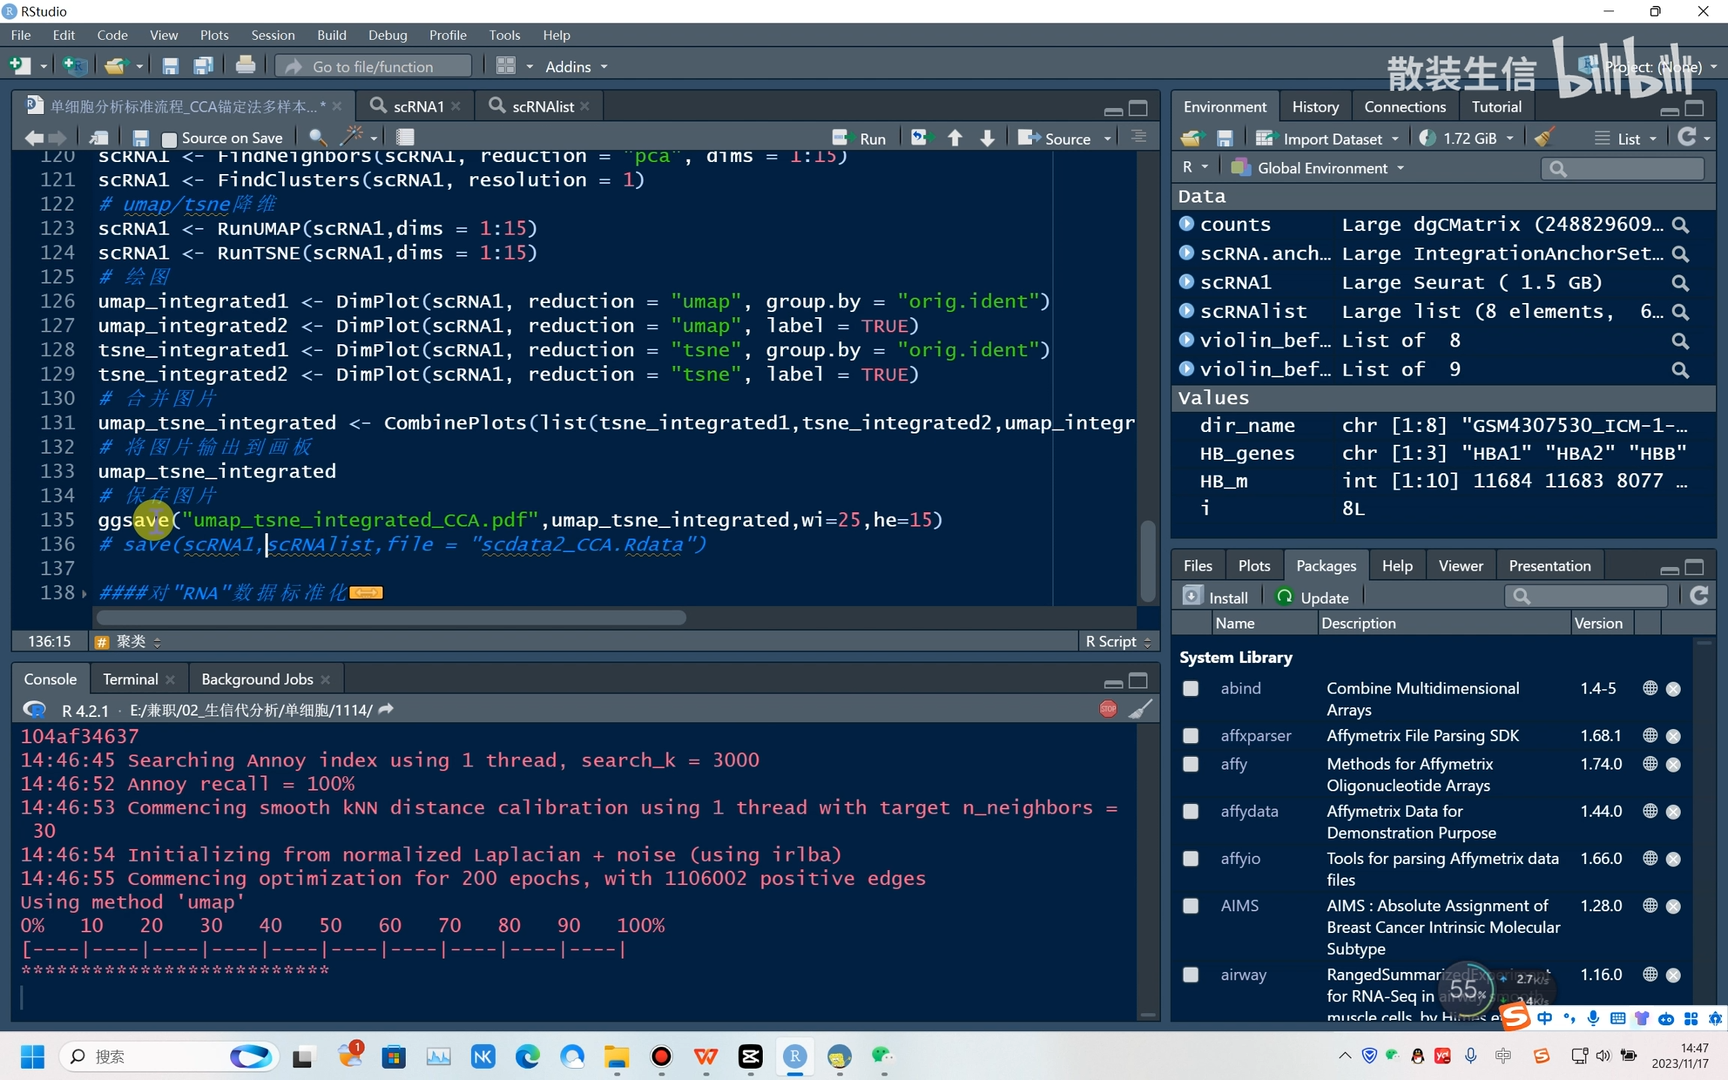 RStudio
File Edit Code View Plots Session Build Debug Profile Tools Help
Go to file/function Addins
散装生信 bilibili
Project: (None)
单细胞分析标准流程_CCA锚定法多样本...* scRNA1 scRNAlist
Source on Save Run Source
120 scRNA1 <- FindNeighbors(scRNA1, reduction = "pca", dims = 1:15)
121 scRNA1 <- FindClusters(scRNA1, resolution = 1)
122 # umap/tsne降维
123 scRNA1 <- RunUMAP(scRNA1,dims = 1:15)
124 scRNA1 <- RunTSNE(scRNA1,dims = 1:15)
125 # 绘图
126 umap_integrated1 <- DimPlot(scRNA1, reduction = "umap", group.by = "orig.ident")
127 umap_integrated2 <- DimPlot(scRNA1, reduction = "umap", label = TRUE)
128 tsne_integrated1 <- DimPlot(scRNA1, reduction = "tsne", group.by = "orig.ident")
129 tsne_integrated2 <- DimPlot(scRNA1, reduction = "tsne", label = TRUE)
130 # 合并图片
131 umap_tsne_integrated <- CombinePlots(list(tsne_integrated1,tsne_integrated2,umap_integr
132 # 将图片输出到画板
133 umap_tsne_integrated
134 # 保存图片
135 ggsave("umap_tsne_integrated_CCA.pdf",umap_tsne_integrated,wi=25,he=15)
136 # save(scRNA1,scRNAlist,file = "scdata2_CCA.Rdata")
137
138 ####对"RNA"数据标准化
136:15 # 聚类 R Script
Console Terminal Background Jobs
R 4.2.1 · E:/兼职/02_生信代分析/单细胞/1114/
104af34637
14:46:45 Searching Annoy index using 1 thread, search_k = 3000
14:46:52 Annoy recall = 100%
14:46:53 Commencing smooth kNN distance calibration using 1 thread with target n_neighbors =
30
14:46:54 Initializing from normalized Laplacian + noise (using irlba)
14:46:55 Commencing optimization for 200 epochs, with 1106002 positive edges
Using method 'umap'
0% 10 20 30 40 50 60 70 80 90 100%
[----|----|----|----|----|----|----|----|----|----|
**************************
Environment History Connections Tutorial
Import Dataset 1.72 GiB List
R Global Environment
Data
counts Large dgCMatrix (248829609…
scRNA.anch… Large IntegrationAnchorSet…
scRNA1 Large Seurat ( 1.5 GB)
scRNAlist Large list (8 elements, 6…
violin_bef… List of 8
violin_bef… List of 9
Values
dir_name chr [1:8] "GSM4307530_ICM-1-…
HB_genes chr [1:3] "HBA1" "HBA2" "HBB"
HB_m int [1:10] 11684 11683 8077 …
i 8L
Files Plots Packages Help Viewer Presentation
Install Update
Name Description Version
System Library
abind Combine Multidimensional 1.4-5
Arrays
affxparser Affymetrix File Parsing SDK 1.68.1
affy Methods for Affymetrix 1.74.0
Oligonucleotide Arrays
affydata Affymetrix Data for 1.44.0
Demonstration Purpose
affyio Tools for parsing Affymetrix data 1.66.0
files
AIMS AIMS : Absolute Assignment of 1.28.0
Breast Cancer Intrinsic Molecular
Subtype
airway RangedSummarizedExperiment 1.16.0
for RNA-Seq in airway smooth
muscle cells, by Himes
55% 2.7K/s
2.4K/s
中
搜索
14:47
2023/11/17